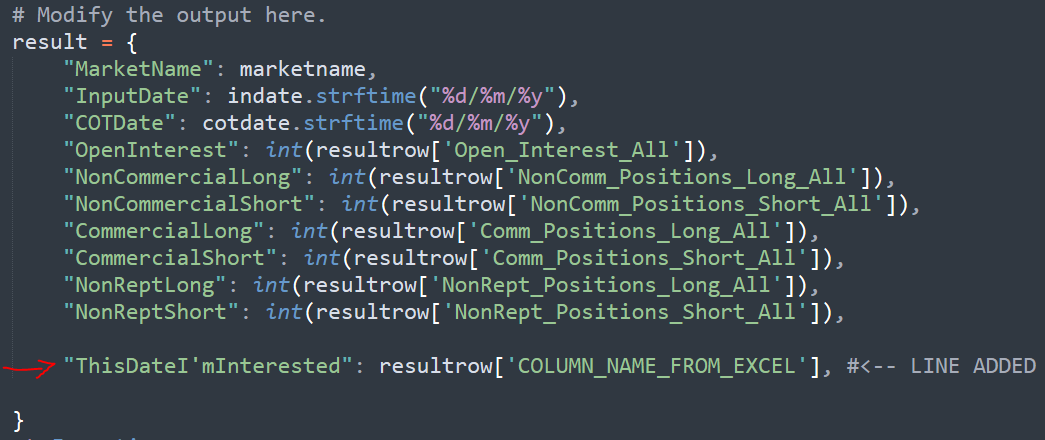 # Modify the output here.
result = {
"MarketName": marketname,
"InputDate": indate.strftime("%d/%m/%y"),
"COTDate": cotdate.strftime("%d/%m/%y"),
"OpenInterest": int(resultrow['Open_Interest_All']),
"NonCommercialLong": int(resultrow['NonComm_Positions_Long_All']),
"NonCommercialShort": int(resultrow['NonComm_Positions_Short_All']),
"CommercialLong": int(resultrow['Comm_Positions_Long_All']),
"CommercialShort": int(resultrow['Comm_Positions_Short_All']),
"NonReptLong": int(resultrow['NonRept_Positions_Long_All']),
"NonReptShort": int(resultrow['NonRept_Positions_Short_All']),
"ThisDateI'mInterested": resultrow['COLUMN_NAME_FROM_EXCEL'], #<-- LINE ADDED
}